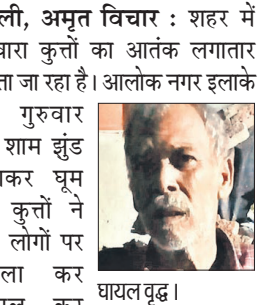 ली, अमृत विचार : शहर में
वारा कुत्तों का आतंक लगातार
ता जा रहा है। आलोक नगर इलाके
गुरुवार
शाम झुंड
कर घूम
कुत्तों ने
लोगों पर
ला कर
घायल वृद्ध।